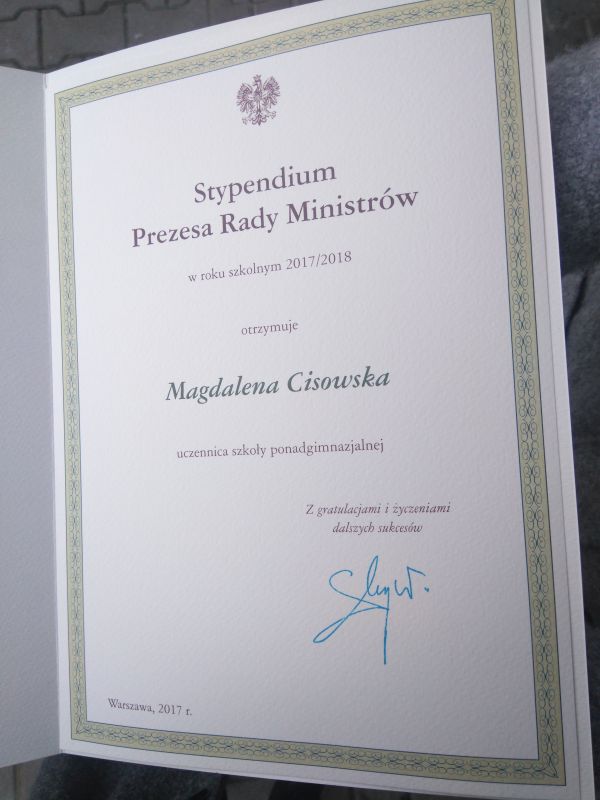 Stypendium
Prezesa Rady Ministrów
w roku szkolnym 2017/2018
otrzymuje
Magdalena Cisowska
uczennica szkoły ponadgimnazjalnej
Z gratulacjami i życzeniami
dalszych sukcesów
Warszawa, 2017 r.